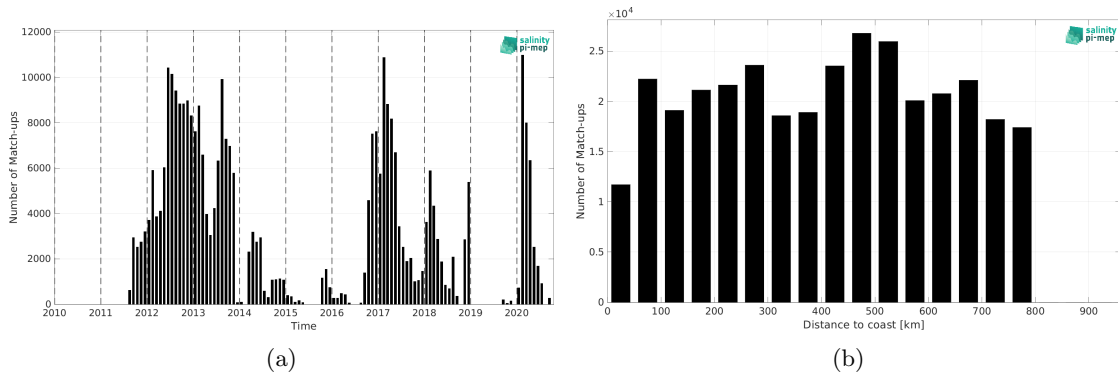 12000
10000
8000
6000
4000
2000
0
Number of Match-ups
2010 2011 2012 2013 2014 2015 2016 2017 2018 2019 2020
Time
salinity
pi-mep
(a)
×10⁴
2.5
2
1.5
1
0.5
0
Number of Match-ups
100 200 300 400 500 600 700 800 900
Distance to coast [km]
salinity
pi-mep
(b)